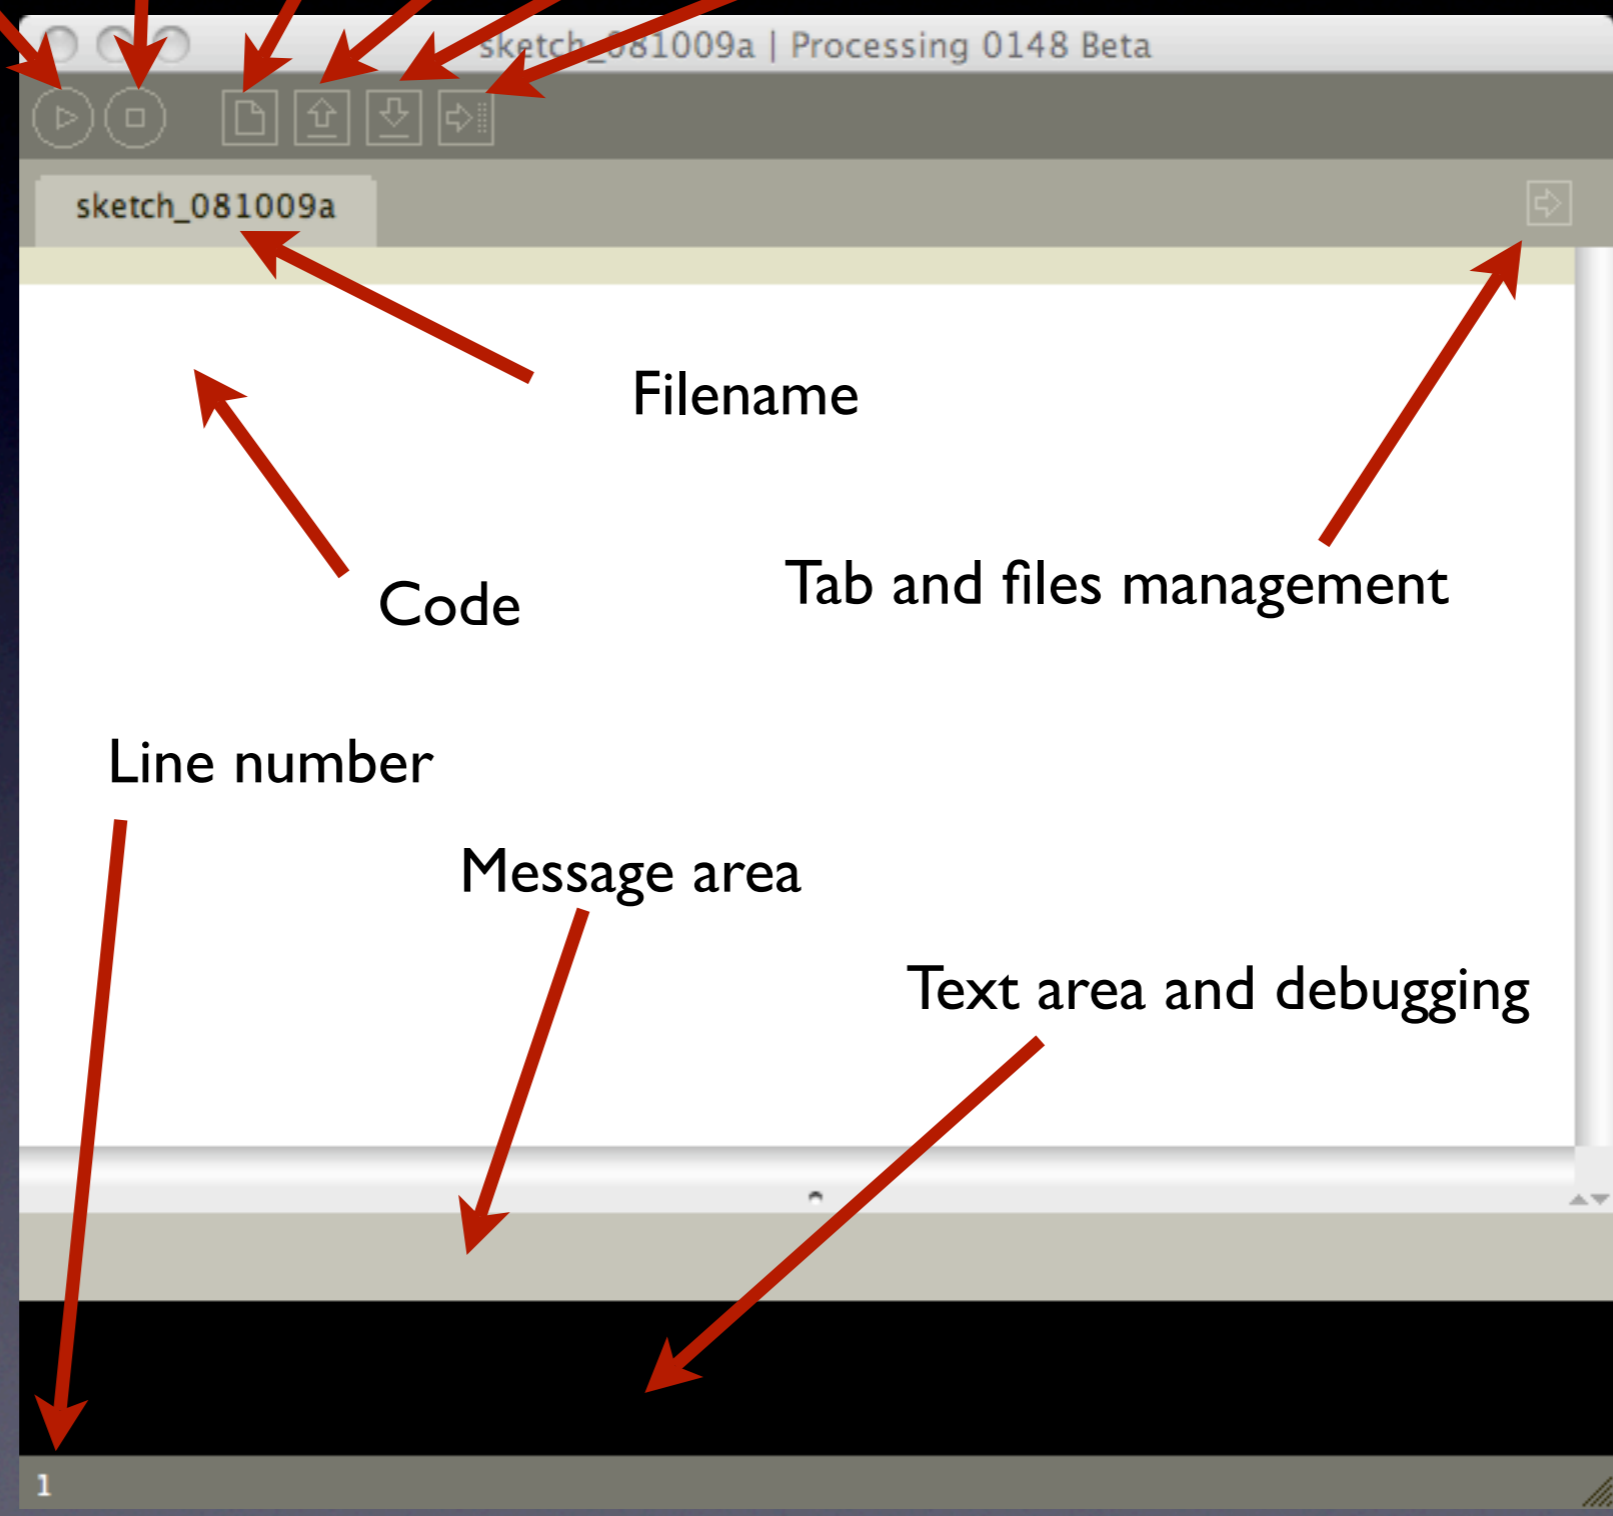 sketch_081009a | Processing 0148 Beta
sketch_081009a
Filename
Tab and files management
Code
Line number
Message area
Text area and debugging
1